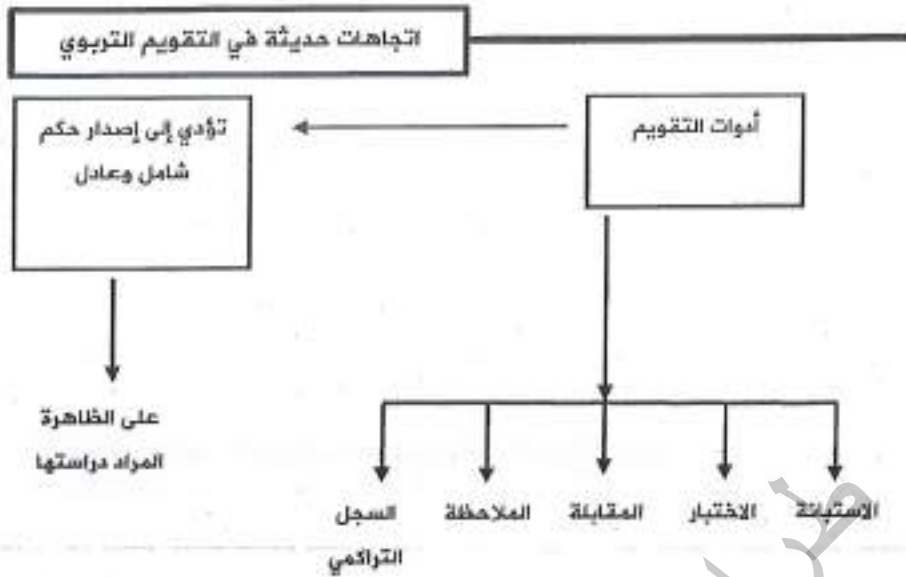 اتجاهات حديثة في التقويم التربوي
أدوات التقويم
تؤدي إلى إصدار حكم
شامل وعادل
على الظاهرة
المراد دراستها
الاستبانة
الاختبار
المقابلة
الملاحظة
السجل
التراكمي